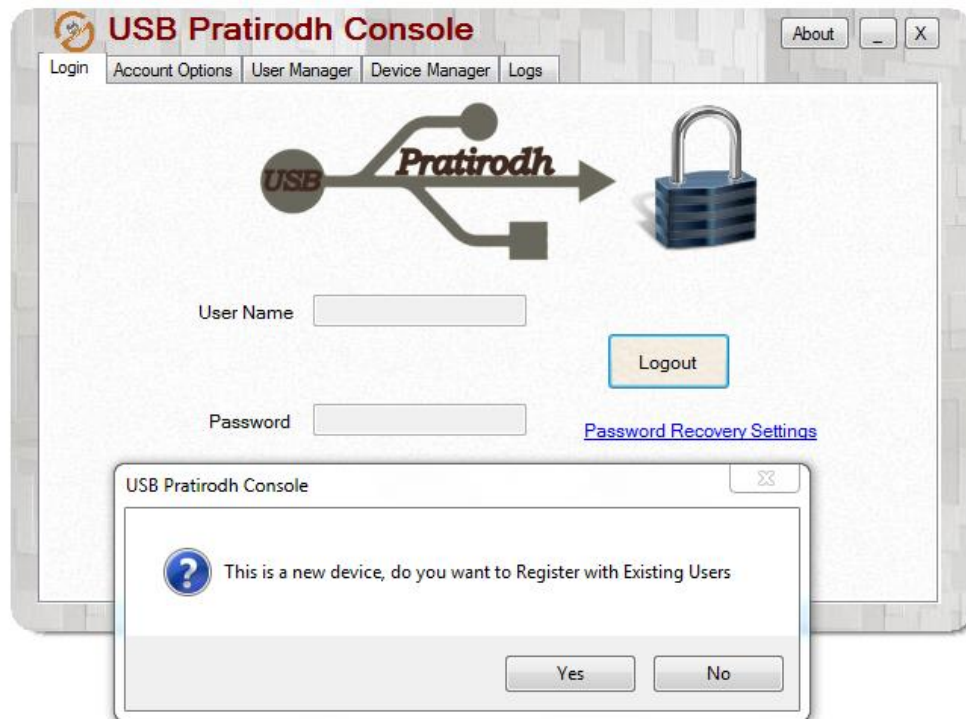 USB Pratirodh Console
About _ X
Login Account Options User Manager Device Manager Logs
USB Pratirodh
User Name
Logout
Password
Password Recovery Settings
USB Pratirodh Console
This is a new device, do you want to Register with Existing Users
Yes No